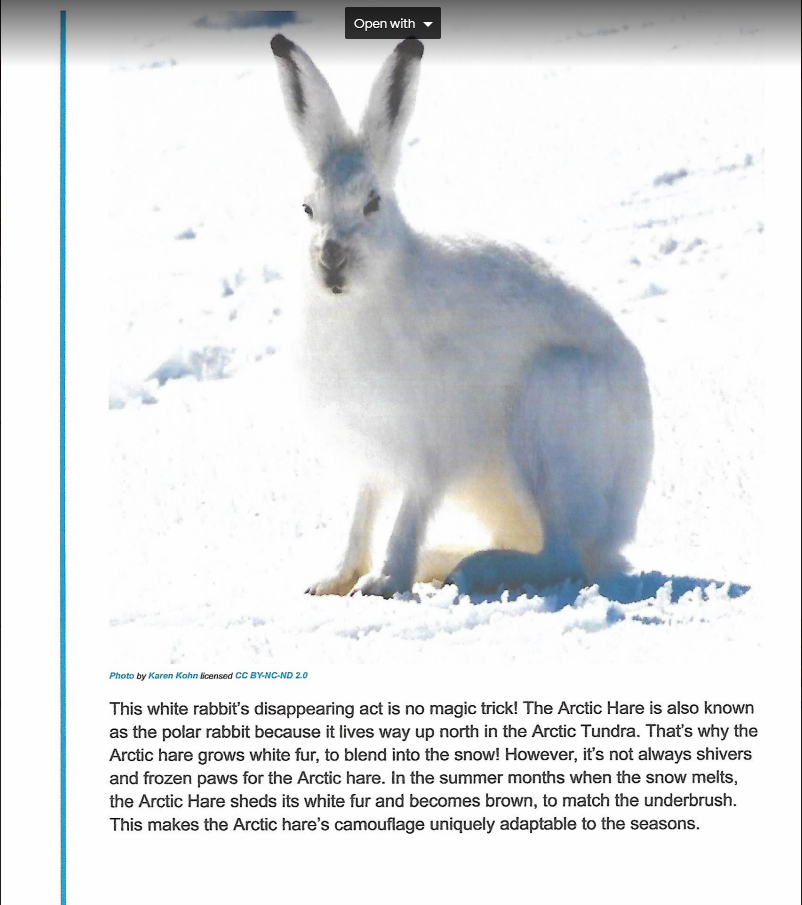 Open with
Photo by Karen Kohn licensed CC BY-NC-ND 2.0
This white rabbit's disappearing act is no magic trick! The Arctic Hare is also known
as the polar rabbit because it lives way up north in the Arctic Tundra. That's why the
Arctic hare grows white fur, to blend into the snow! However, it's not always shivers
and frozen paws for the Arctic hare. In the summer months when the snow melts,
the Arctic Hare sheds its white fur and becomes brown, to match the underbrush.
This makes the Arctic hare's camouflage uniquely adaptable to the seasons.